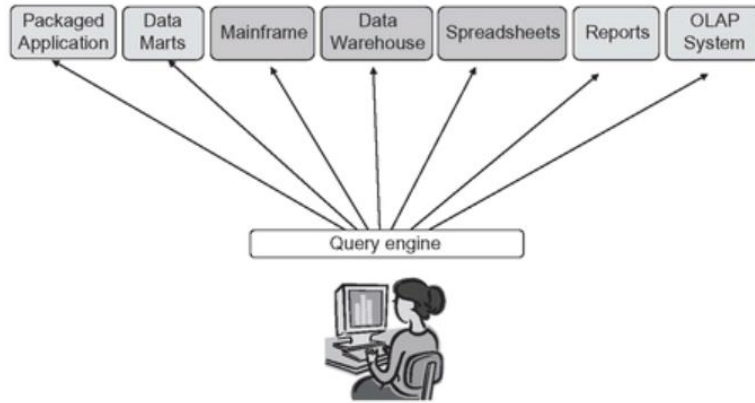 Packaged
Application
Data
Marts
Mainframe
Data
Warehouse
Spreadsheets
Reports
OLAP
System
Query engine